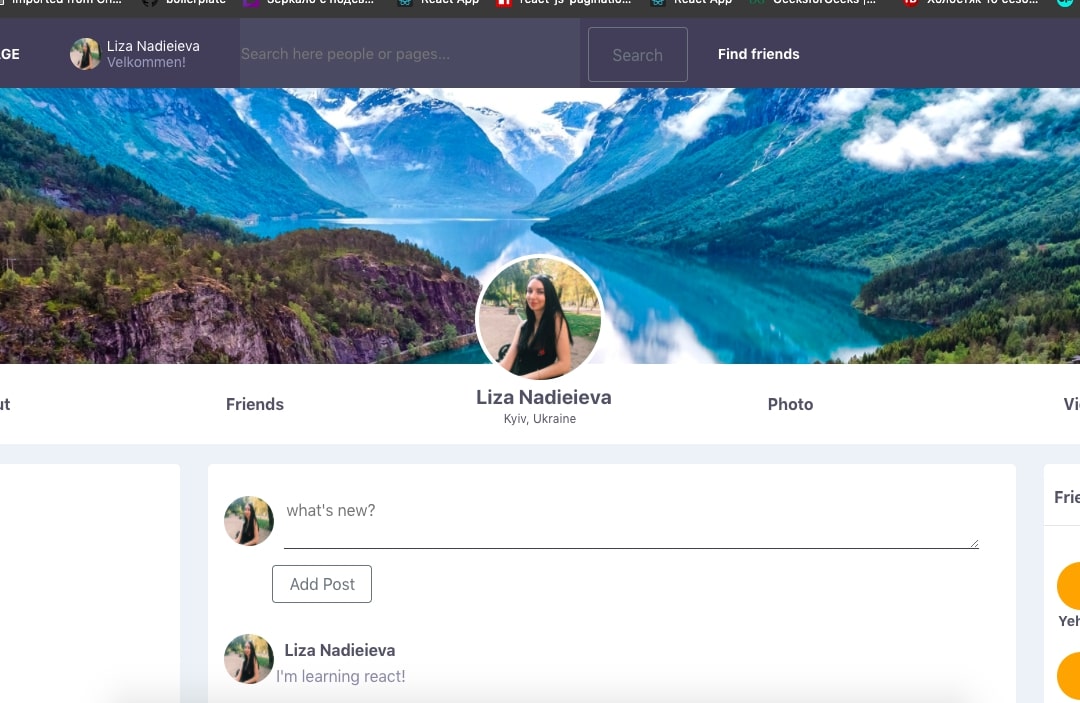 imported from Chr...
boilerplate
Зеркало с подсв...
React App
react-js-paginatio...
React App
GeeksforGeeks |...
Холостяк 10 сезо...
GE
Liza Nadieieva
Velkommen!
Search here people or pages...
Search
Find friends
ut
Friends
Liza Nadieieva
Kyiv, Ukraine
Photo
Vi
what's new?
Add Post
Liza Nadieieva
I'm learning react!
Frie
Yeh